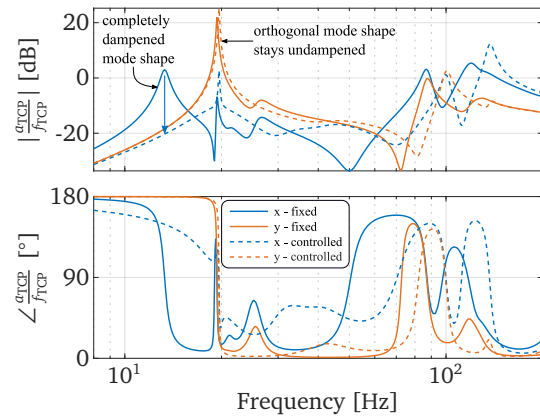 completely
dampened
mode shape
orthogonal mode shape
stays undampened
|a_TCP/f_TCP| [dB]
20
0
-20
∠ a_TCP/f_TCP [°]
180
90
0
x - fixed
y - fixed
x - controlled
y - controlled
10^1
10^2
Frequency [Hz]